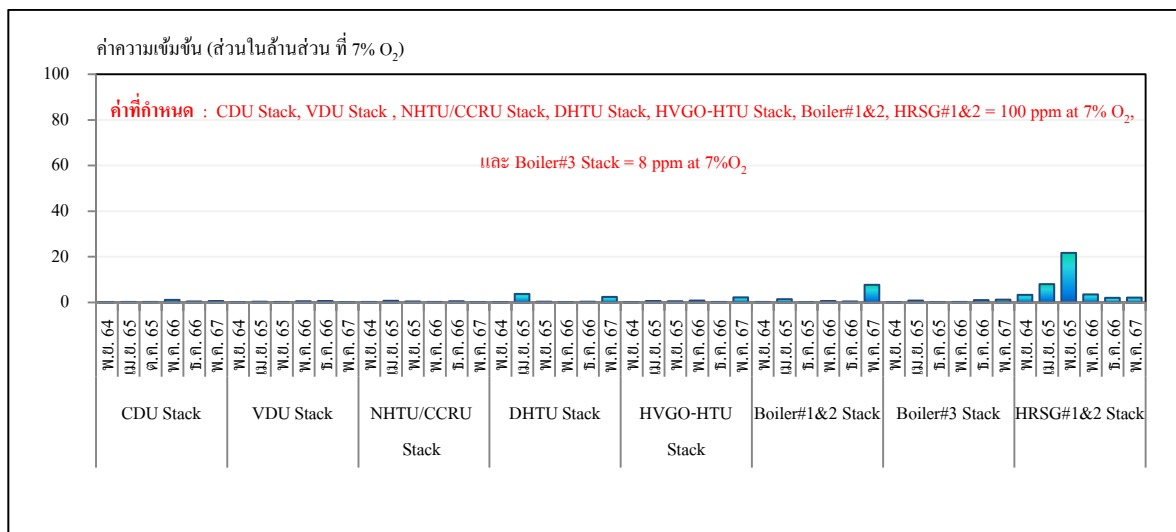 ค่าความเข้มข้น (ส่วนในล้านส่วน ที่ 7% O2)
100
ค่าที่กำหนด : CDU Stack, VDU Stack , NHTU/CCRU Stack, DHTU Stack, HVGO-HTU Stack, Boiler#1&2, HRSG#1&2 = 100 ppm at 7% O2,
80
60
และ Boiler#3 Stack = 8 ppm at 7%O2
40
20
0
พ.ย. 64 เม.ย. 65 ต.ค. 65 พ.ค. 66 ธ.ค. 66 พ.ค. 67 พ.ย. 64 เม.ย. 65 พ.ย. 65 พ.ค. 66 ธ.ค. 66 พ.ค. 67 พ.ย. 64 เม.ย. 65 พ.ย. 65 พ.ค. 66 ธ.ค. 66 พ.ค. 67 พ.ย. 64 เม.ย. 65 พ.ย. 65 พ.ค. 66 ธ.ค. 66 พ.ค. 67 พ.ย. 64 เม.ย. 65 พ.ย. 65 พ.ค. 66 ธ.ค. 66 พ.ค. 67 พ.ย. 64 เม.ย. 65 ธ.ค. 65 พ.ค. 66 ธ.ค. 66 พ.ค. 67 พ.ย. 64 เม.ย. 65 ธ.ค. 65 พ.ค. 66 ธ.ค. 66 พ.ค. 67 พ.ย. 64 เม.ย. 65 พ.ย. 65 พ.ค. 66 ธ.ค. 66 พ.ค. 67
CDU Stack VDU Stack NHTU/CCRU Stack DHTU Stack HVGO-HTU Stack Boiler#1&2 Stack Boiler#3 Stack HRSG#1&2 Stack